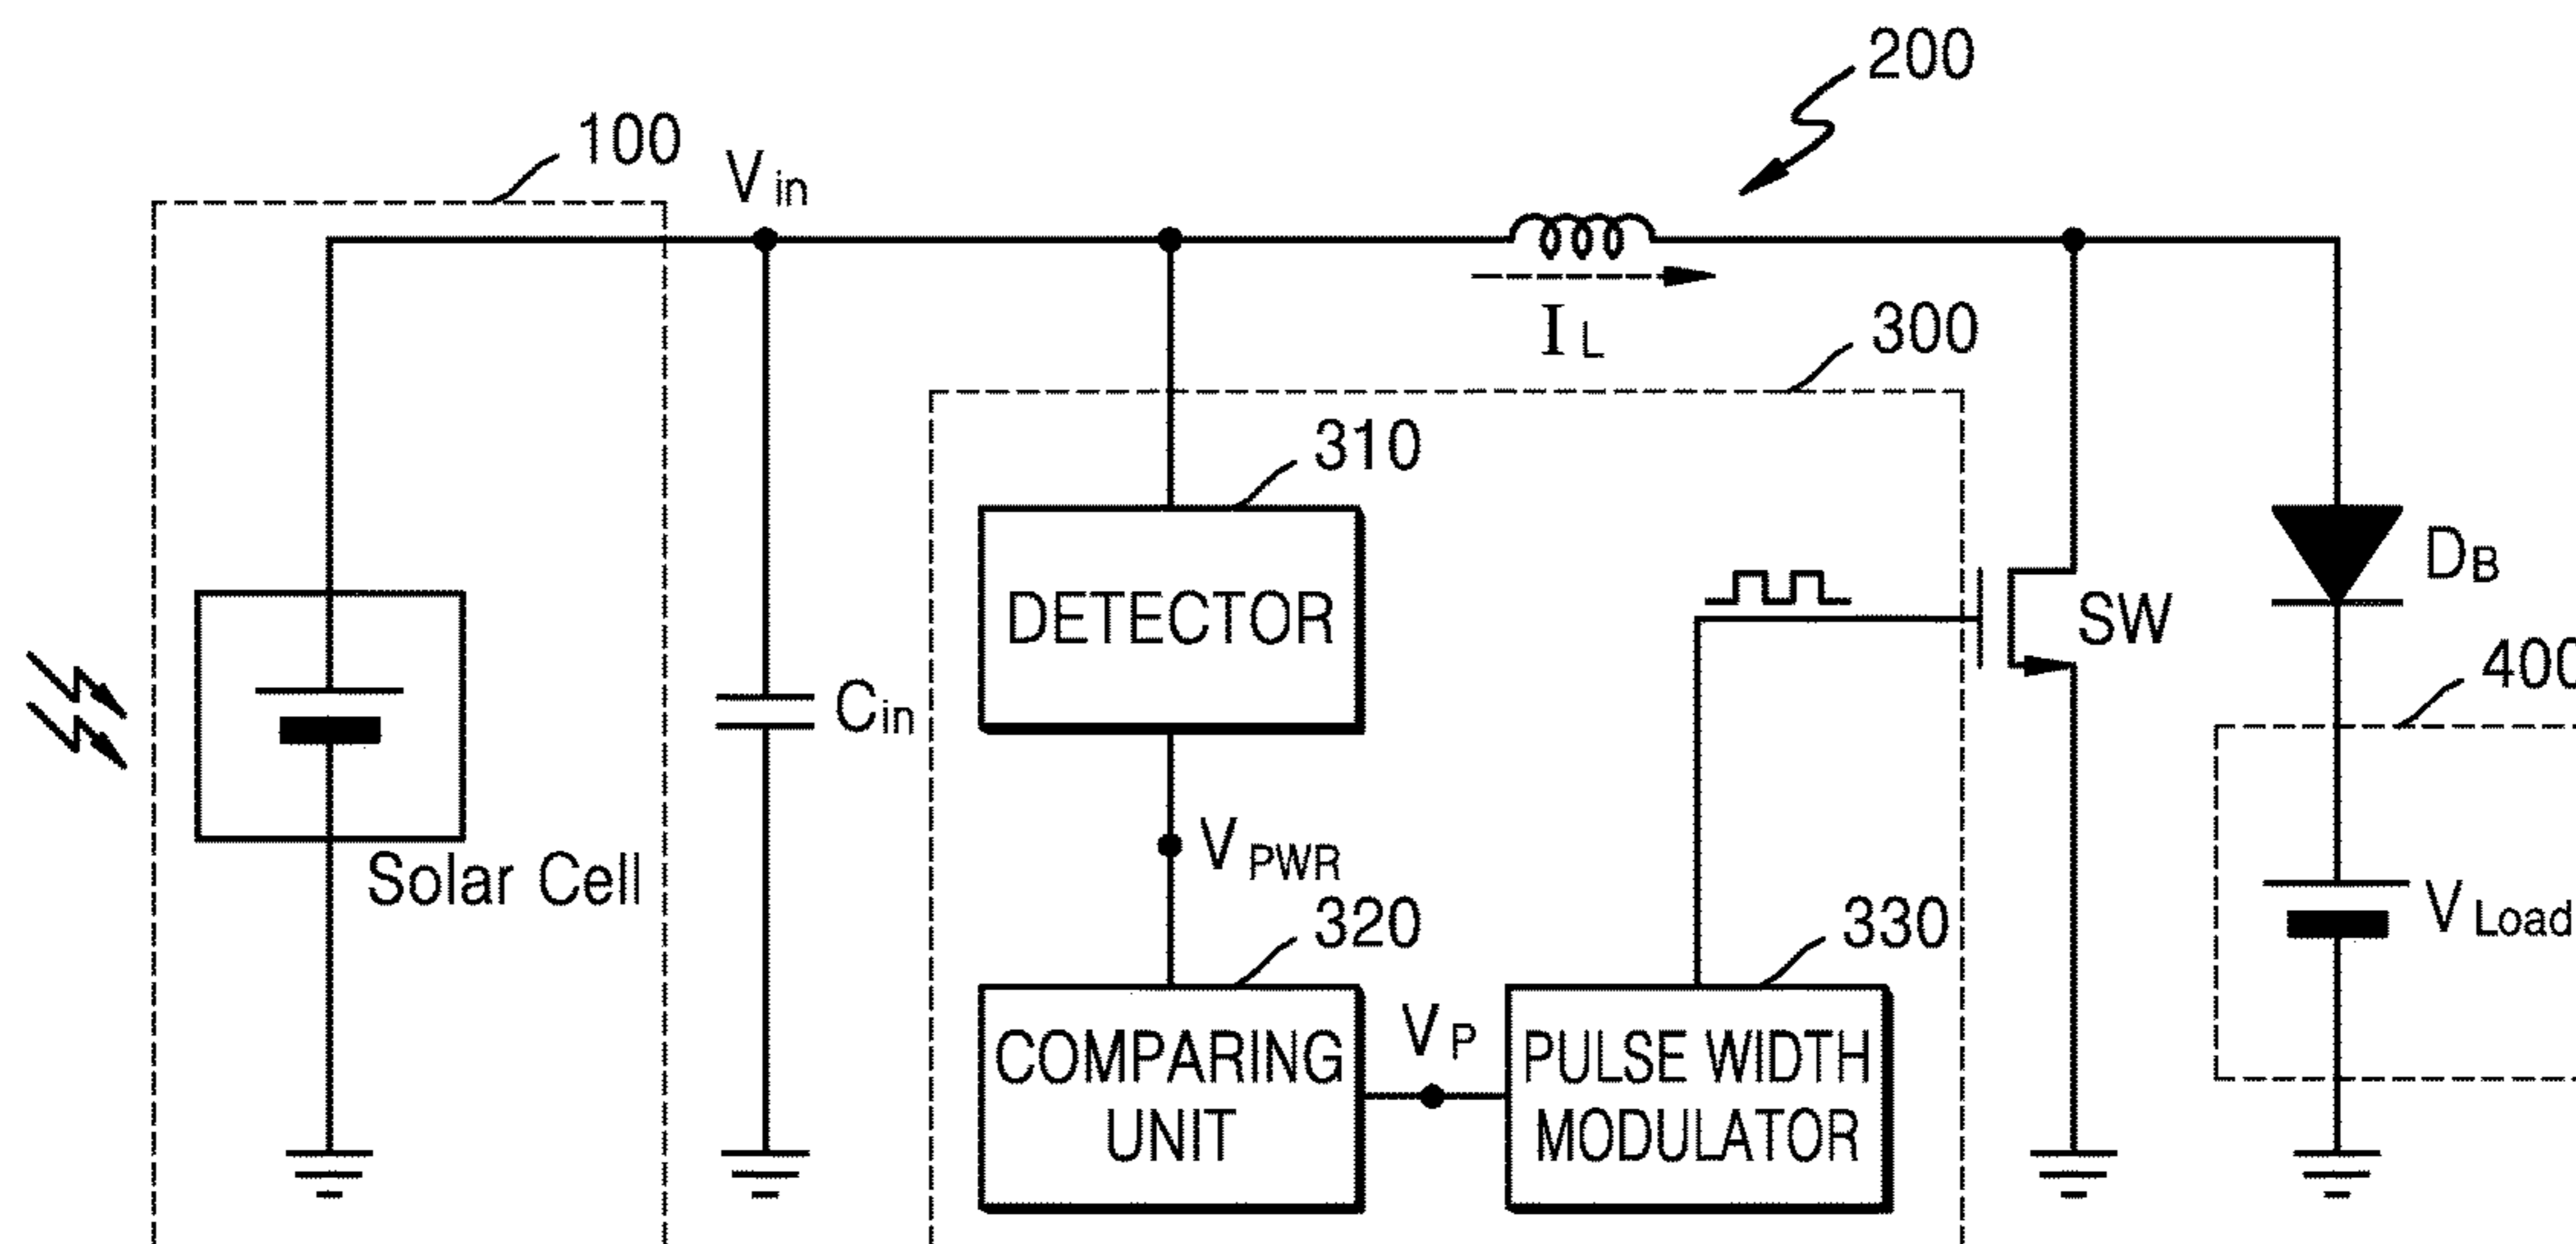 200
100
Vin
IL
300
310
DETECTOR
DB
SW
400
Cin
Solar Cell
VPWR
VLoad
320
330
COMPARING
UNIT
VP
PULSE WIDTH
MODULATOR